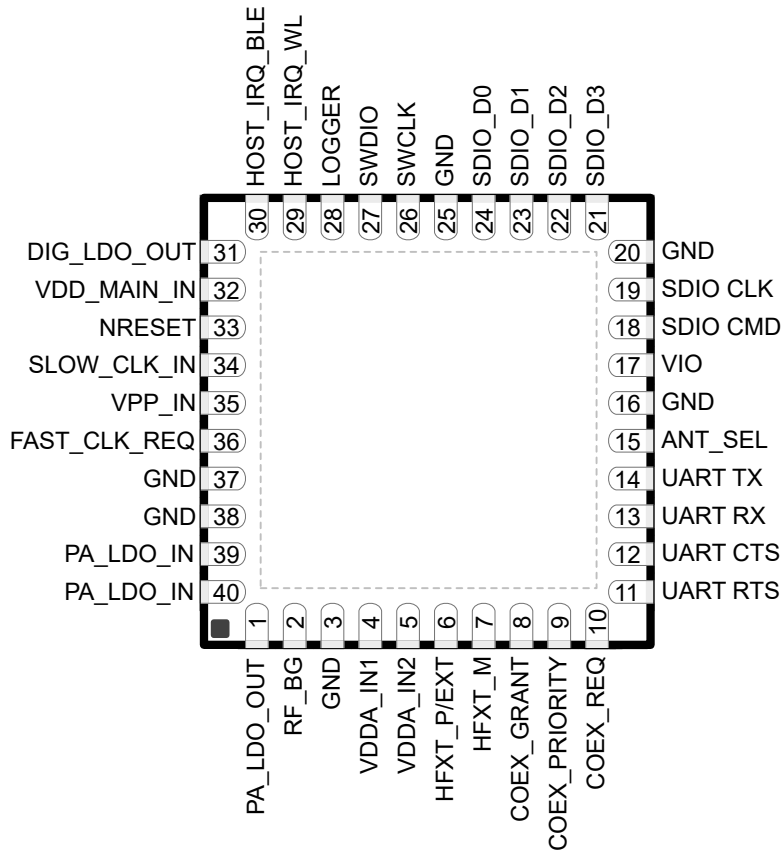 HOST_IRQ_BLE
HOST_IRQ_WL
LOGGER
SWDIO
SWCLK
GND
SDIO_D0
SDIO_D1
SDIO_D2
SDIO_D3
30
29
28
27
26
25
24
23
22
21
DIG_LDO_OUT 31
VDD_MAIN_IN 32
NRESET 33
SLOW_CLK_IN 34
VPP_IN 35
FAST_CLK_REQ 36
GND 37
GND 38
PA_LDO_IN 39
PA_LDO_IN 40
20 GND
19 SDIO CLK
18 SDIO CMD
17 VIO
16 GND
15 ANT_SEL
14 UART TX
13 UART RX
12 UART CTS
11 UART RTS
1
2
3
4
5
6
7
8
9
10
PA_LDO_OUT
RF_BG
GND
VDDA_IN1
VDDA_IN2
HFXT_P/EXT
HFXT_M
COEX_GRANT
COEX_PRIORITY
COEX_REQ